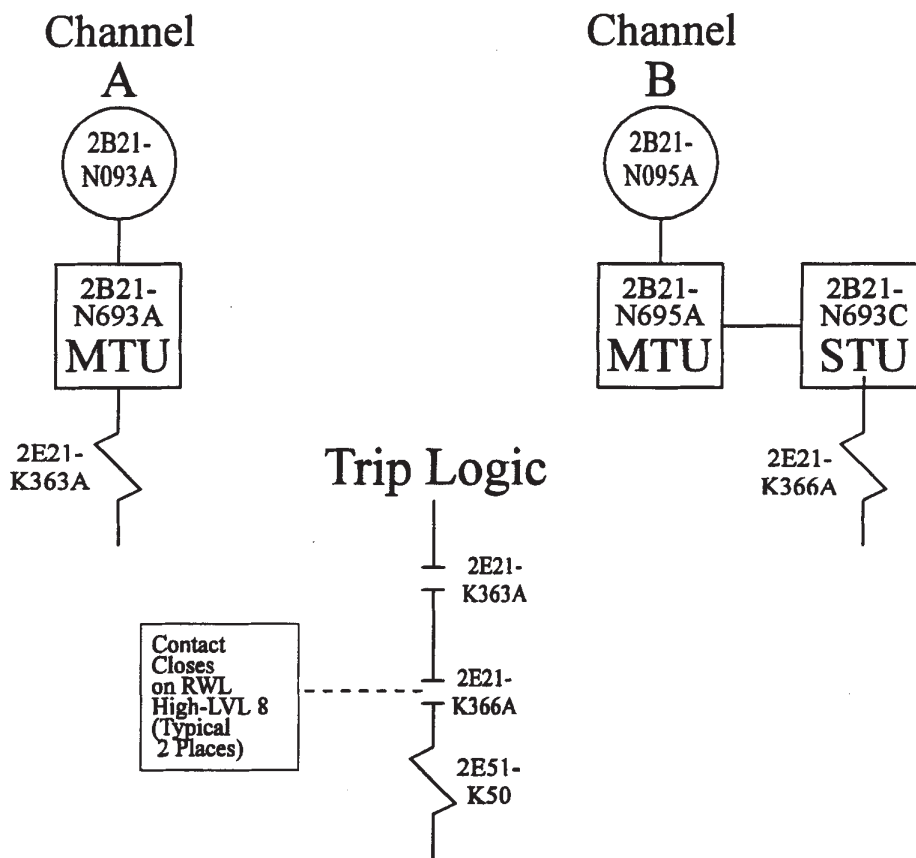 Channel
A
2B21-
N093A
2B21-
N693A
MTU
2E21-
K363A
Channel
B
2B21-
N095A
2B21-
N695A
MTU
2B21-
N693C
STU
2E21-
K366A
Trip Logic
2E21-
K363A
2E21-
K366A
2E51-
K50
Contact
Closes
on RWL
High-LVL 8
(Typical
2 Places)